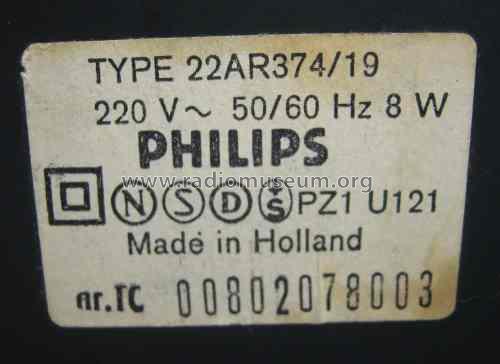 TYPE 22AR374/19
220 V~ 50/60 Hz 8 W
PHILIPS
www.radiomuseum.org
N S D S PZ1 U121
Made in Holland
nr.TC 00802078003